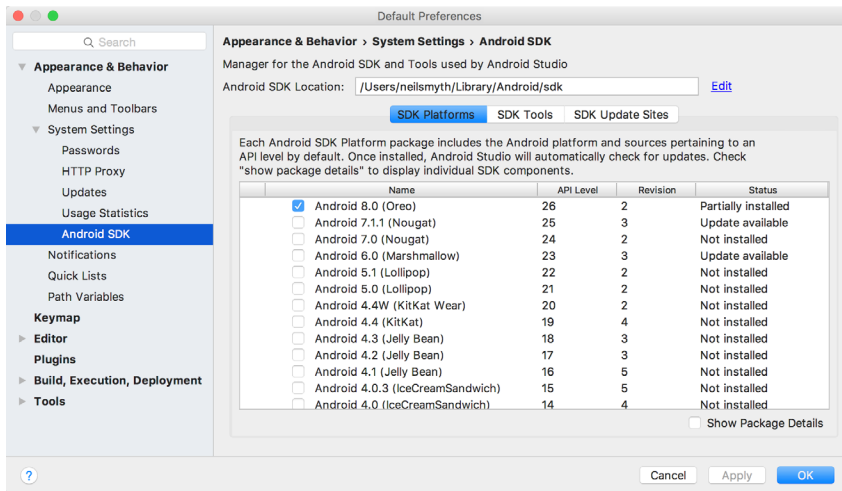 Default Preferences
Search
Appearance & Behavior
Appearance
Menus and Toolbars
System Settings
Passwords
HTTP Proxy
Updates
Usage Statistics
Android SDK
Notifications
Quick Lists
Path Variables
Keymap
Editor
Plugins
Build, Execution, Deployment
Tools
Appearance & Behavior › System Settings › Android SDK
Manager for the Android SDK and Tools used by Android Studio
Android SDK Location: /Users/neilsmyth/Library/Android/sdk Edit
SDK Platforms SDK Tools SDK Update Sites
Each Android SDK Platform package includes the Android platform and sources pertaining to an
API level by default. Once installed, Android Studio will automatically check for updates. Check
"show package details" to display individual SDK components.
Name API Level Revision Status
Android 8.0 (Oreo) 26 2 Partially installed
Android 7.1.1 (Nougat) 25 3 Update available
Android 7.0 (Nougat) 24 2 Not installed
Android 6.0 (Marshmallow) 23 3 Update available
Android 5.1 (Lollipop) 22 2 Not installed
Android 5.0 (Lollipop) 21 2 Not installed
Android 4.4W (KitKat Wear) 20 2 Not installed
Android 4.4 (KitKat) 19 4 Not installed
Android 4.3 (Jelly Bean) 18 3 Not installed
Android 4.2 (Jelly Bean) 17 3 Not installed
Android 4.1 (Jelly Bean) 16 5 Not installed
Android 4.0.3 (IceCreamSandwich) 15 5 Not installed
Android 4.0 (IceCreamSandwich) 14 4 Not installed
Show Package Details
? Cancel Apply OK